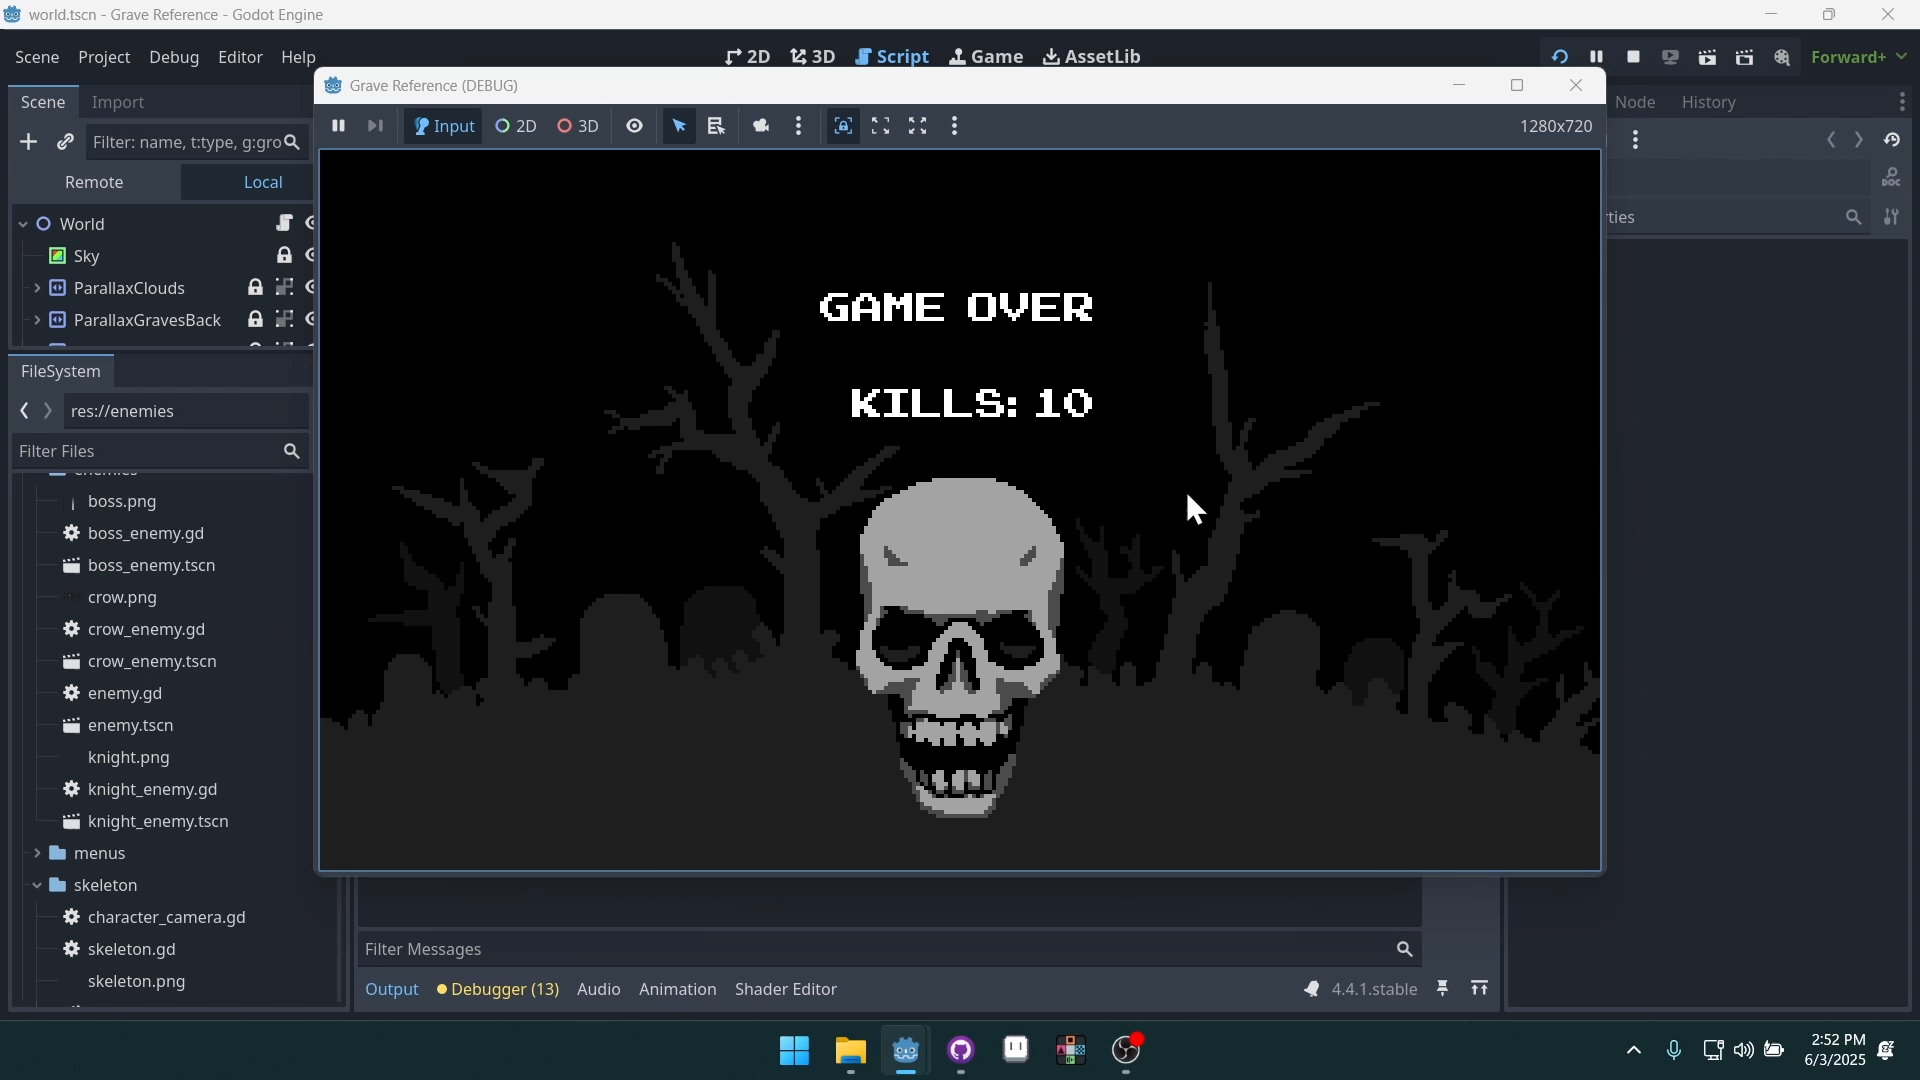 world.tscn - Grave Reference - Godot Engine
Scene Project Debug Editor Help
2D 3D Script Game AssetLib
Forward+
Scene Import
Grave Reference (DEBUG)
Node History
Filter: name, t:type, g:gro
Input 2D 3D
1280x720
Remote Local
DOC
World
Sky
ParallaxClouds
ParallaxGravesBack
rties
GAME OVER
KILLS: 10
FileSystem
res://enemies
Filter Files
boss.png
boss_enemy.gd
boss_enemy.tscn
crow.png
crow_enemy.gd
crow_enemy.tscn
enemy.gd
enemy.tscn
knight.png
knight_enemy.gd
knight_enemy.tscn
menus
skeleton
character_camera.gd
skeleton.gd
skeleton.png
Filter Messages
Output Debugger (13) Audio Animation Shader Editor
4.4.1.stable
2:52 PM
6/3/2025